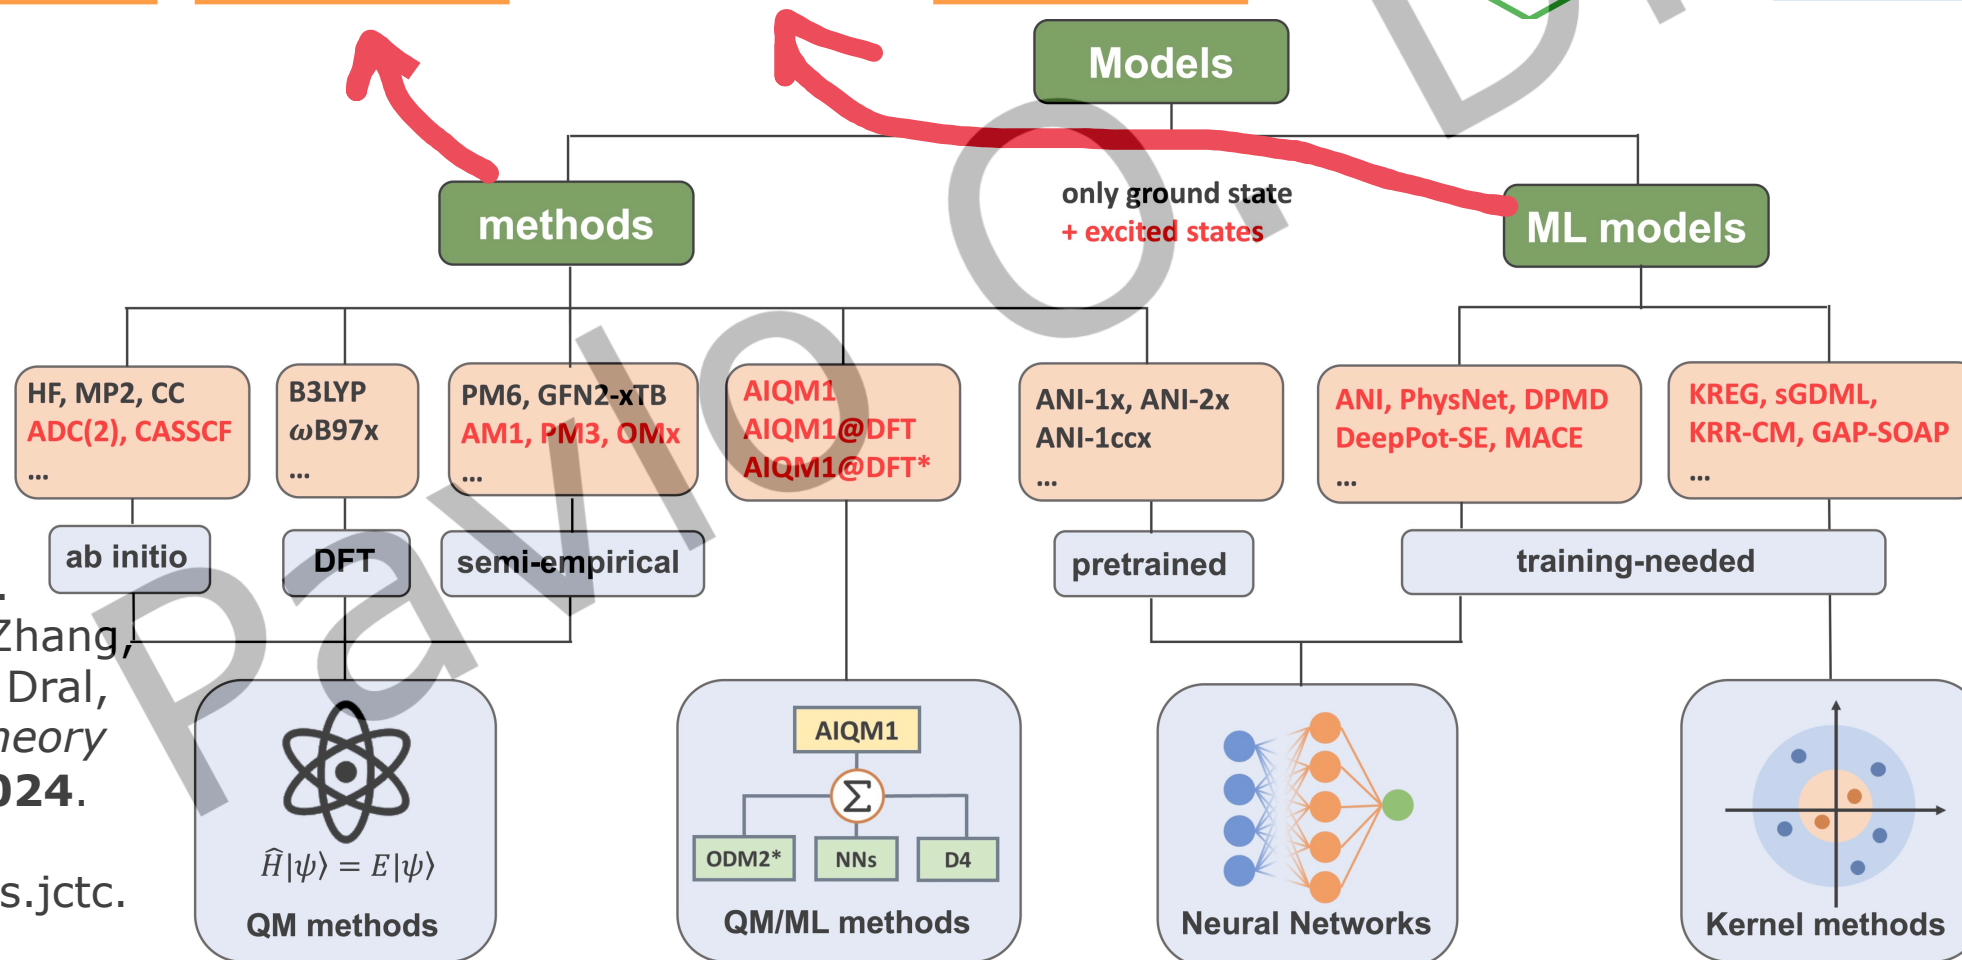 Models
methods
only ground state
+ excited states
ML models
HF, MP2, CC
ADC(2), CASSCF
...
B3LYP
ωB97x
...
PM6, GFN2-xTB
AM1, PM3, OMx
...
AIQM1
AIQM1@DFT
AIQM1@DFT*
ANI-1x, ANI-2x
ANI-1ccx
...
ANI, PhysNet, DPMD
DeepPot-SE, MACE
...
KREG, sGDML,
KRR-CM, GAP-SOAP
...
ab initio
DFT
semi-empirical
pretrained
training-needed
.
Zhang,
Dral,
heory
024.
s.jctc.
Ĥ|ψ⟩ = E|ψ⟩
QM methods
AIQM1
Σ
ODM2*
NNs
D4
QM/ML methods
Neural Networks
Kernel methods
Pavlo O. D